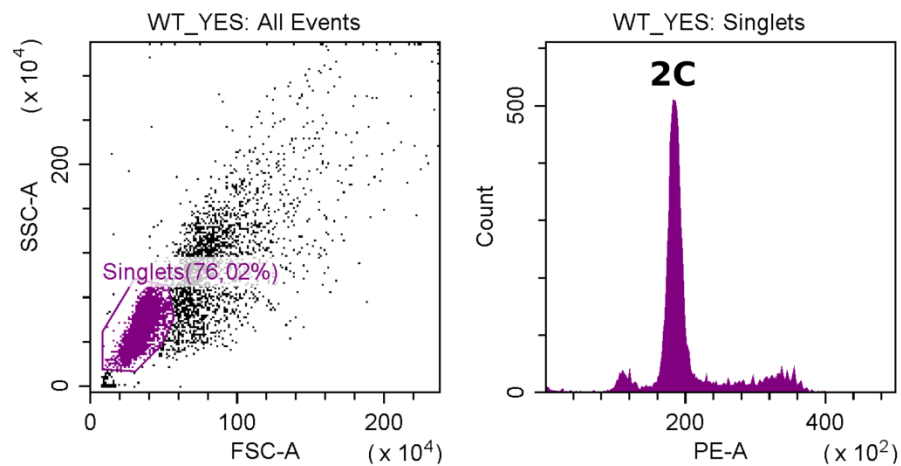 WT_YES: All Events
(x 10⁴)
SSC-A
200
0
Singlets(76,02%)
0
100
200
FSC-A
(x 10⁴)
WT_YES: Singlets
2C
500
Count
0
200
400
PE-A
(x 10²)